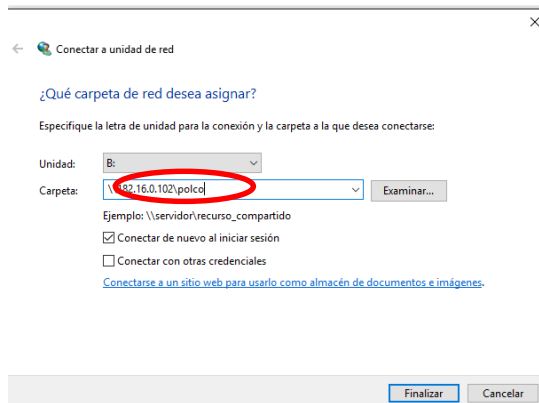 Conectar a unidad de red
¿Qué carpeta de red desea asignar?
Especifique la letra de unidad para la conexión y la carpeta a la que desea conectarse:
Unidad: B:
Carpeta: 82.16.0.102\polco Examinar...
Ejemplo: \\servidor\recurso_compartido
Conectar de nuevo al iniciar sesión
Conectar con otras credenciales
Conectarse a un sitio web para usarlo como almacén de documentos e imágenes.
Finalizar Cancelar